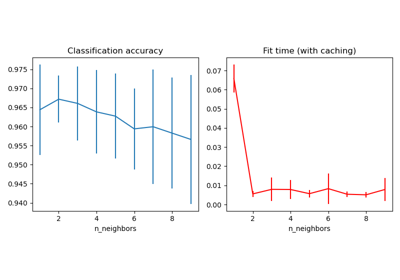 Classification accuracy
0.975
0.970
0.965
0.960
0.955
0.950
0.945
0.940
2 4 6 8
n_neighbors
Fit time (with caching)
0.07
0.06
0.05
0.04
0.03
0.02
0.01
0.00
2 4 6 8
n_neighbors